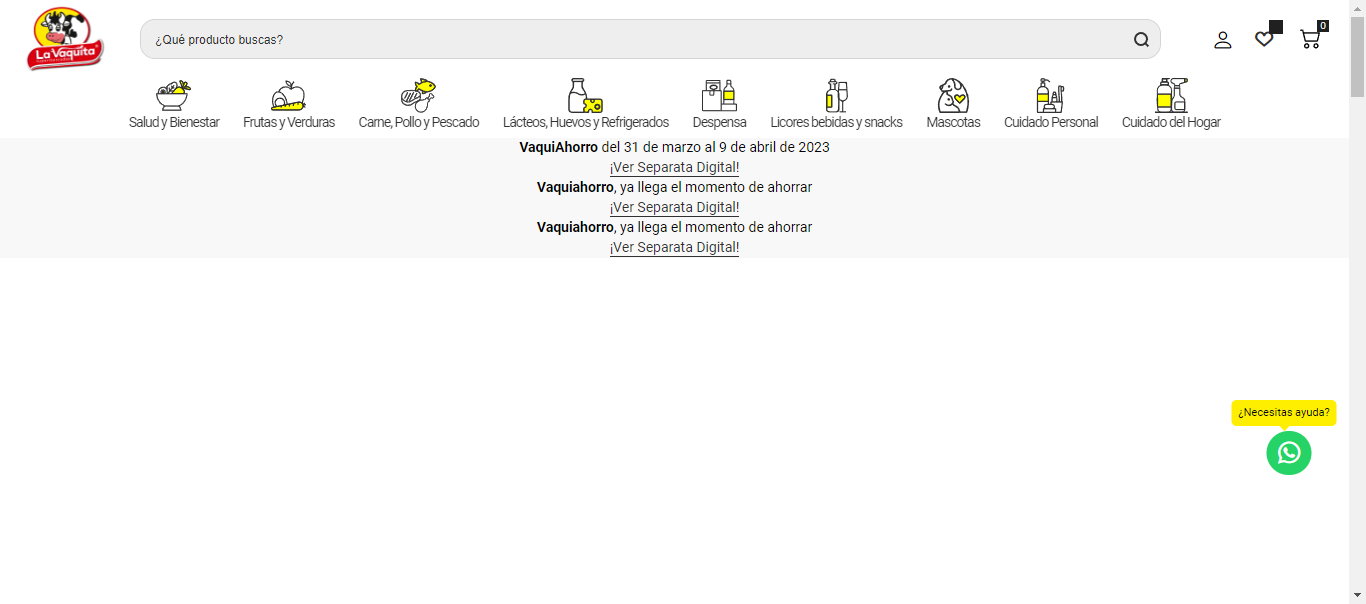 La Vaquita
¿Qué producto buscas?
0
Salud y Bienestar
Frutas y Verduras
Carne, Pollo y Pescado
Lácteos, Huevos y Refrigerados
Despensa
Licores bebidas y snacks
Mascotas
Cuidado Personal
Cuidado del Hogar
VaquiAhorro del 31 de marzo al 9 de abril de 2023
¡Ver Separata Digital!
Vaquiahorro, ya llega el momento de ahorrar
¡Ver Separata Digital!
Vaquiahorro, ya llega el momento de ahorrar
¡Ver Separata Digital!
¿Necesitas ayuda?